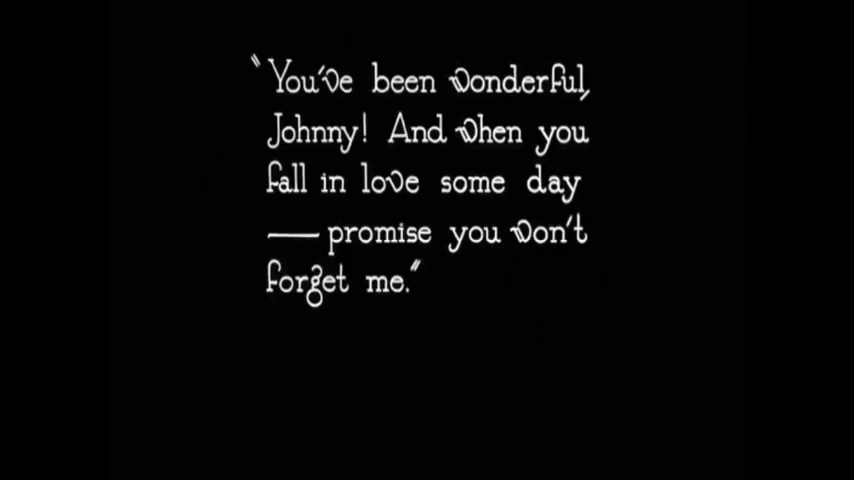 "You've been wonderful,
Johnny! And when you
fall in love some day
— promise you won't
forget me."